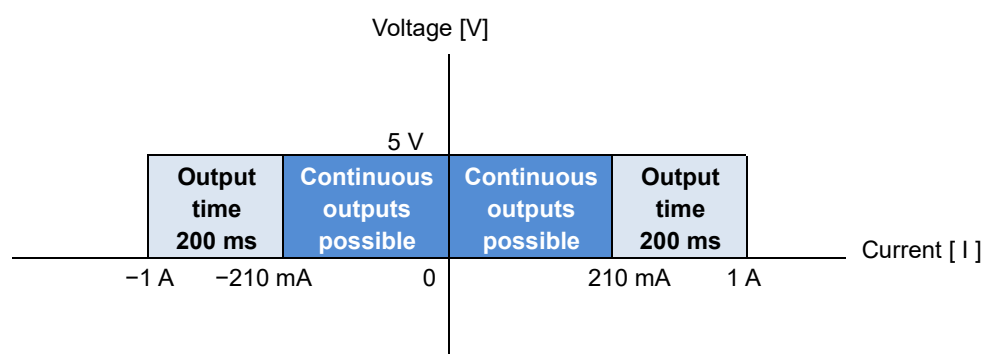 Voltage [V]
5 V
Output
time
200 ms
Continuous
outputs
possible
Continuous
outputs
possible
Output
time
200 ms
Current [ I ]
−1 A
−210 mA
0
210 mA
1 A